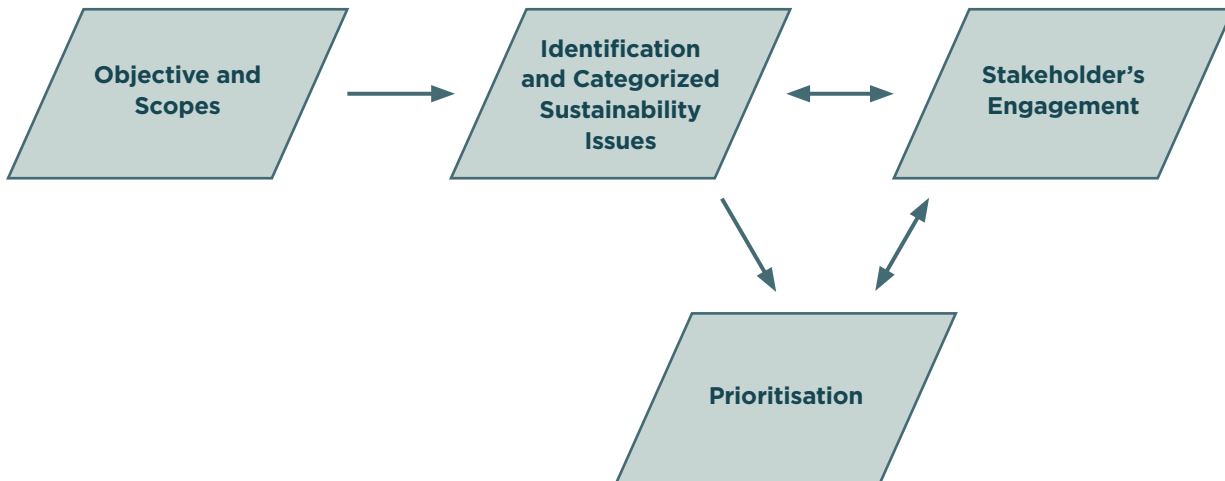 Objective and
Scopes
Identification
and Categorized
Sustainability
Issues
Stakeholder’s
Engagement
Prioritisation